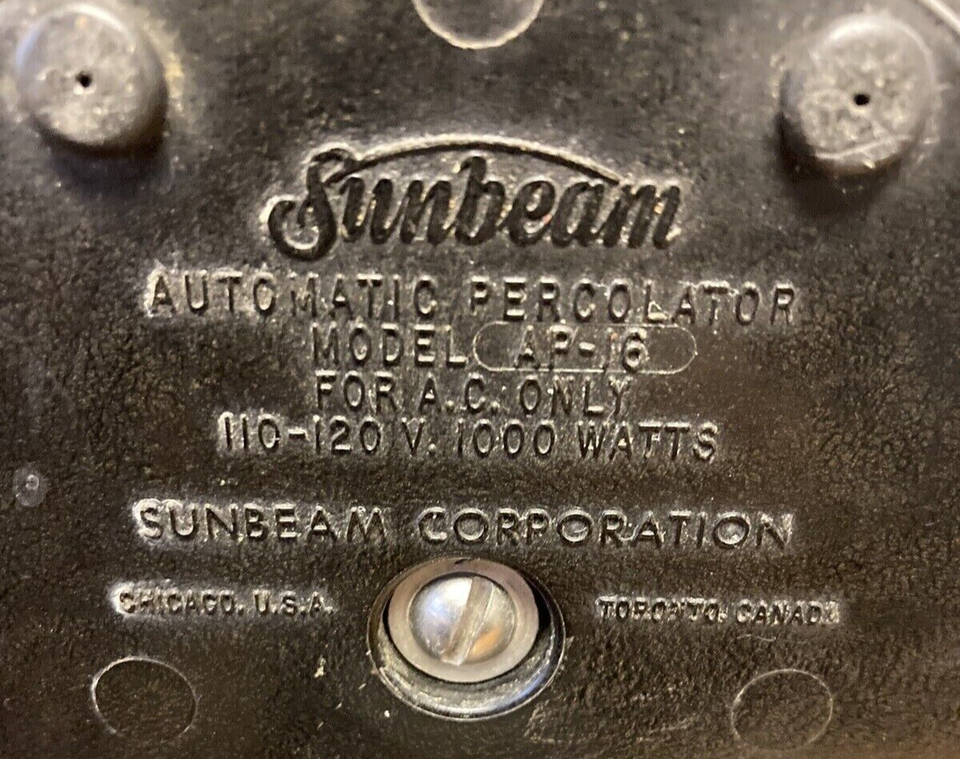 Sunbeam
AUTOMATIC PERCOLATOR
MODEL AP-16
FOR A.C. ONLY
110-120 V. 1000 WATTS
SUNBEAM CORPORATION
CHICAGO, U.S.A. TORONTO, CANADA